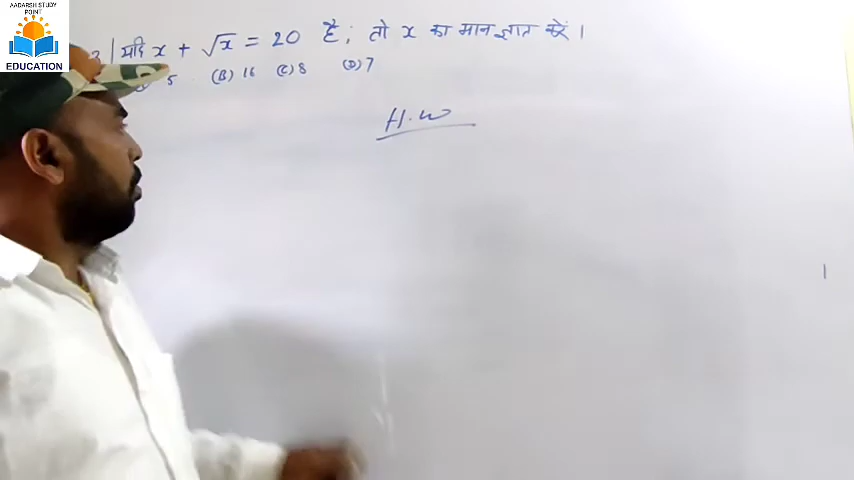 AADARSH STUDY
POINT
EDUCATION
यदि x + √x = 20 है; तो x का मान ज्ञात करें।
5 (B) 16 (C) 8 (D) 7
H.W